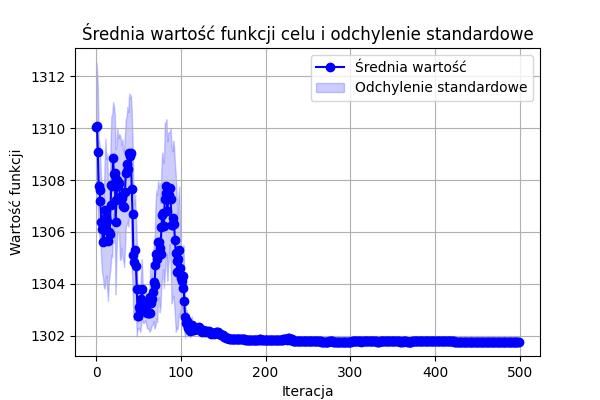 Średnia wartość funkcji celu i odchylenie standardowe
Średnia wartość
Odchylenie standardowe
Wartość funkcji
1312
1310
1308
1306
1304
1302
0
100
200
300
400
500
Iteracja